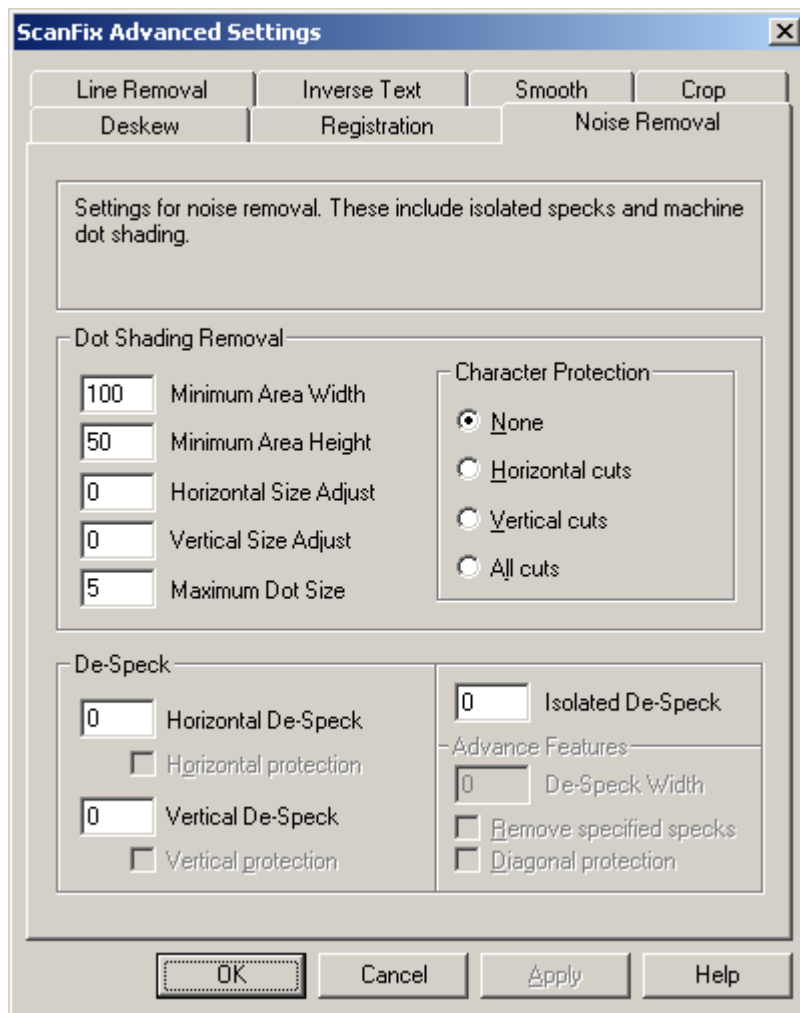 ScanFix Advanced Settings
Line Removal
Inverse Text
Smooth
Crop
Deskew
Registration
Noise Removal
Settings for noise removal. These include isolated specks and machine
dot shading.
Dot Shading Removal
100 Minimum Area Width
50 Minimum Area Height
0 Horizontal Size Adjust
0 Vertical Size Adjust
5 Maximum Dot Size
Character Protection
None
Horizontal cuts
Vertical cuts
All cuts
De-Speck
0 Horizontal De-Speck
Horizontal protection
0 Vertical De-Speck
Vertical protection
0 Isolated De-Speck
Advance Features
0 De-Speck Width
Remove specified specks
Diagonal protection
OK
Cancel
Apply
Help